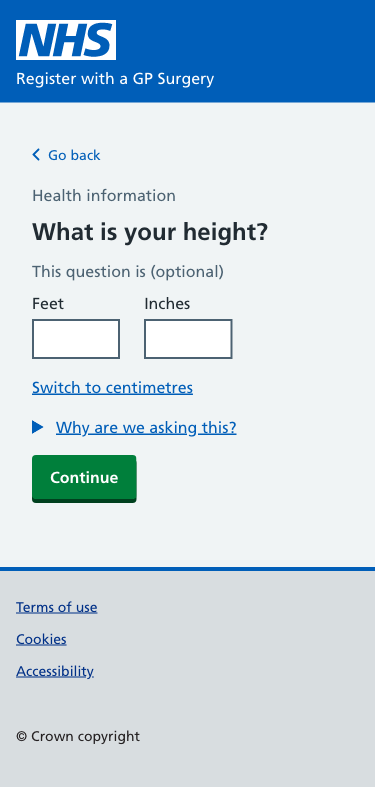 NHS
Register with a GP Surgery
Go back
Health information
What is your height?
This question is (optional)
Feet Inches
Switch to centimetres
Why are we asking this?
Continue
Terms of use
Cookies
Accessibility
© Crown copyright